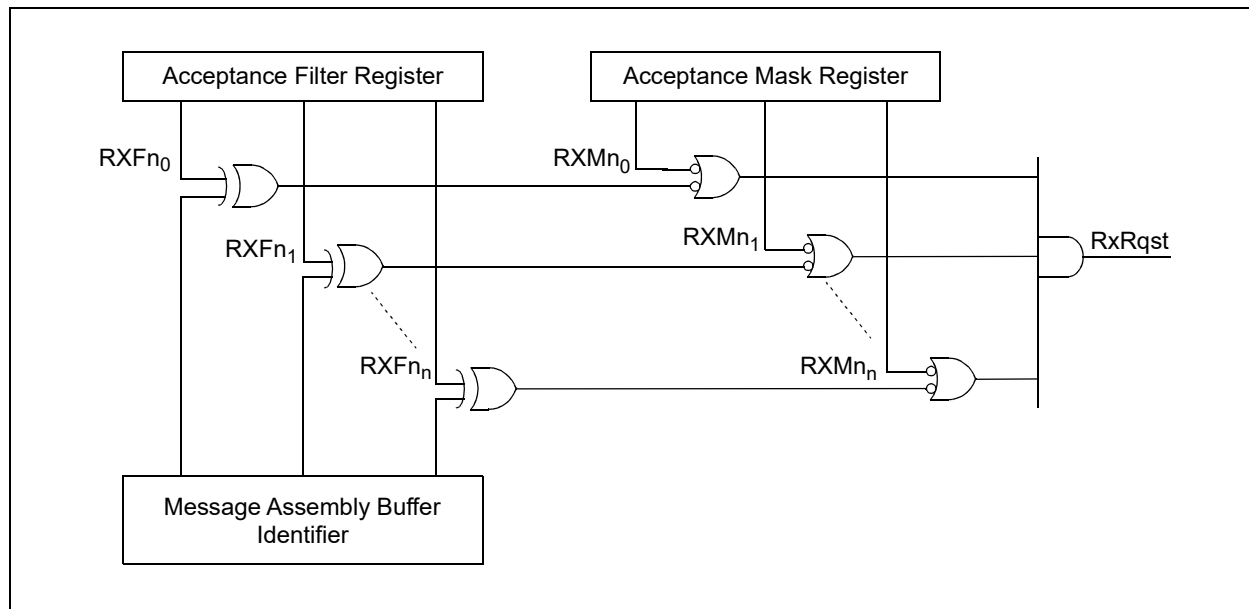 Acceptance Filter Register
Acceptance Mask Register
RXFn₀
RXMn₀
RXFn₁
RXMn₁
RxRqst
RXFnₙ
RXMnₙ
Message Assembly Buffer
Identifier